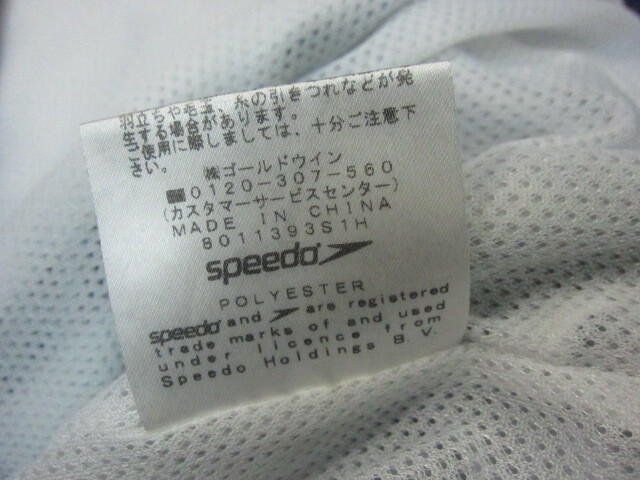 羽立ちや毛玉、糸の引きつれなどが発
生する場合があります。
ご使用に際しましては、十分ご注意下
さい。
㈱ゴールドウイン
0120-307-560
(カスタマーサービスセンター)
MADE IN CHINA
8011393S1H
speedo
POLYESTER
speedo and are registered
trade marks of and used
under licence from
Speedo Holdings B.V.